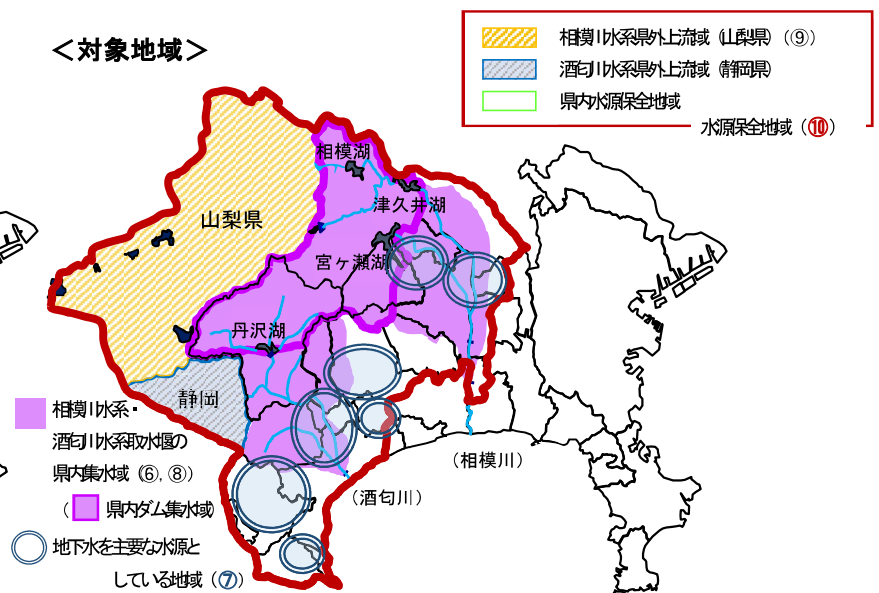 ＜対象地域＞
相模川水系県外上流域（山梨県）（⑨）
酒匂川水系県外上流域（静岡県）
県内水源保全地域
水源保全地域（⑩）
相模湖
津久井湖
山梨県
宮ヶ瀬湖
丹沢湖
静岡
相模川水系・
酒匂川水系取水堰の
県内集水域（⑥，⑧）
（県内ダム集水域）
地下水を主要な水源と
している地域（⑦）
（相模川）
（酒匂川）